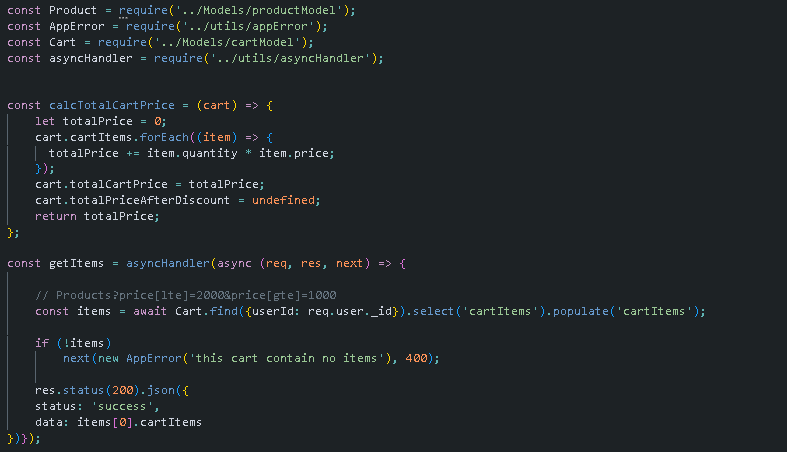 const Product = require('../Models/productModel');
const AppError = require('../utils/appError');
const Cart = require('../Models/cartModel');
const asyncHandler = require('../utils/asyncHandler');
const calcTotalCartPrice = (cart) => {
let totalPrice = 0;
cart.cartItems.forEach((item) => {
totalPrice += item.quantity * item.price;
});
cart.totalCartPrice = totalPrice;
cart.totalPriceAfterDiscount = undefined;
return totalPrice;
};
const getItems = asyncHandler(async (req, res, next) => {
// Products?price[lte]=2000&price[gte]=1000
const items = await Cart.find({userId: req.user._id}).select('cartItems').populate('cartItems');
if (!items)
next(new AppError('this cart contain no items'), 400);
res.status(200).json({
status: 'success',
data: items[0].cartItems
})});